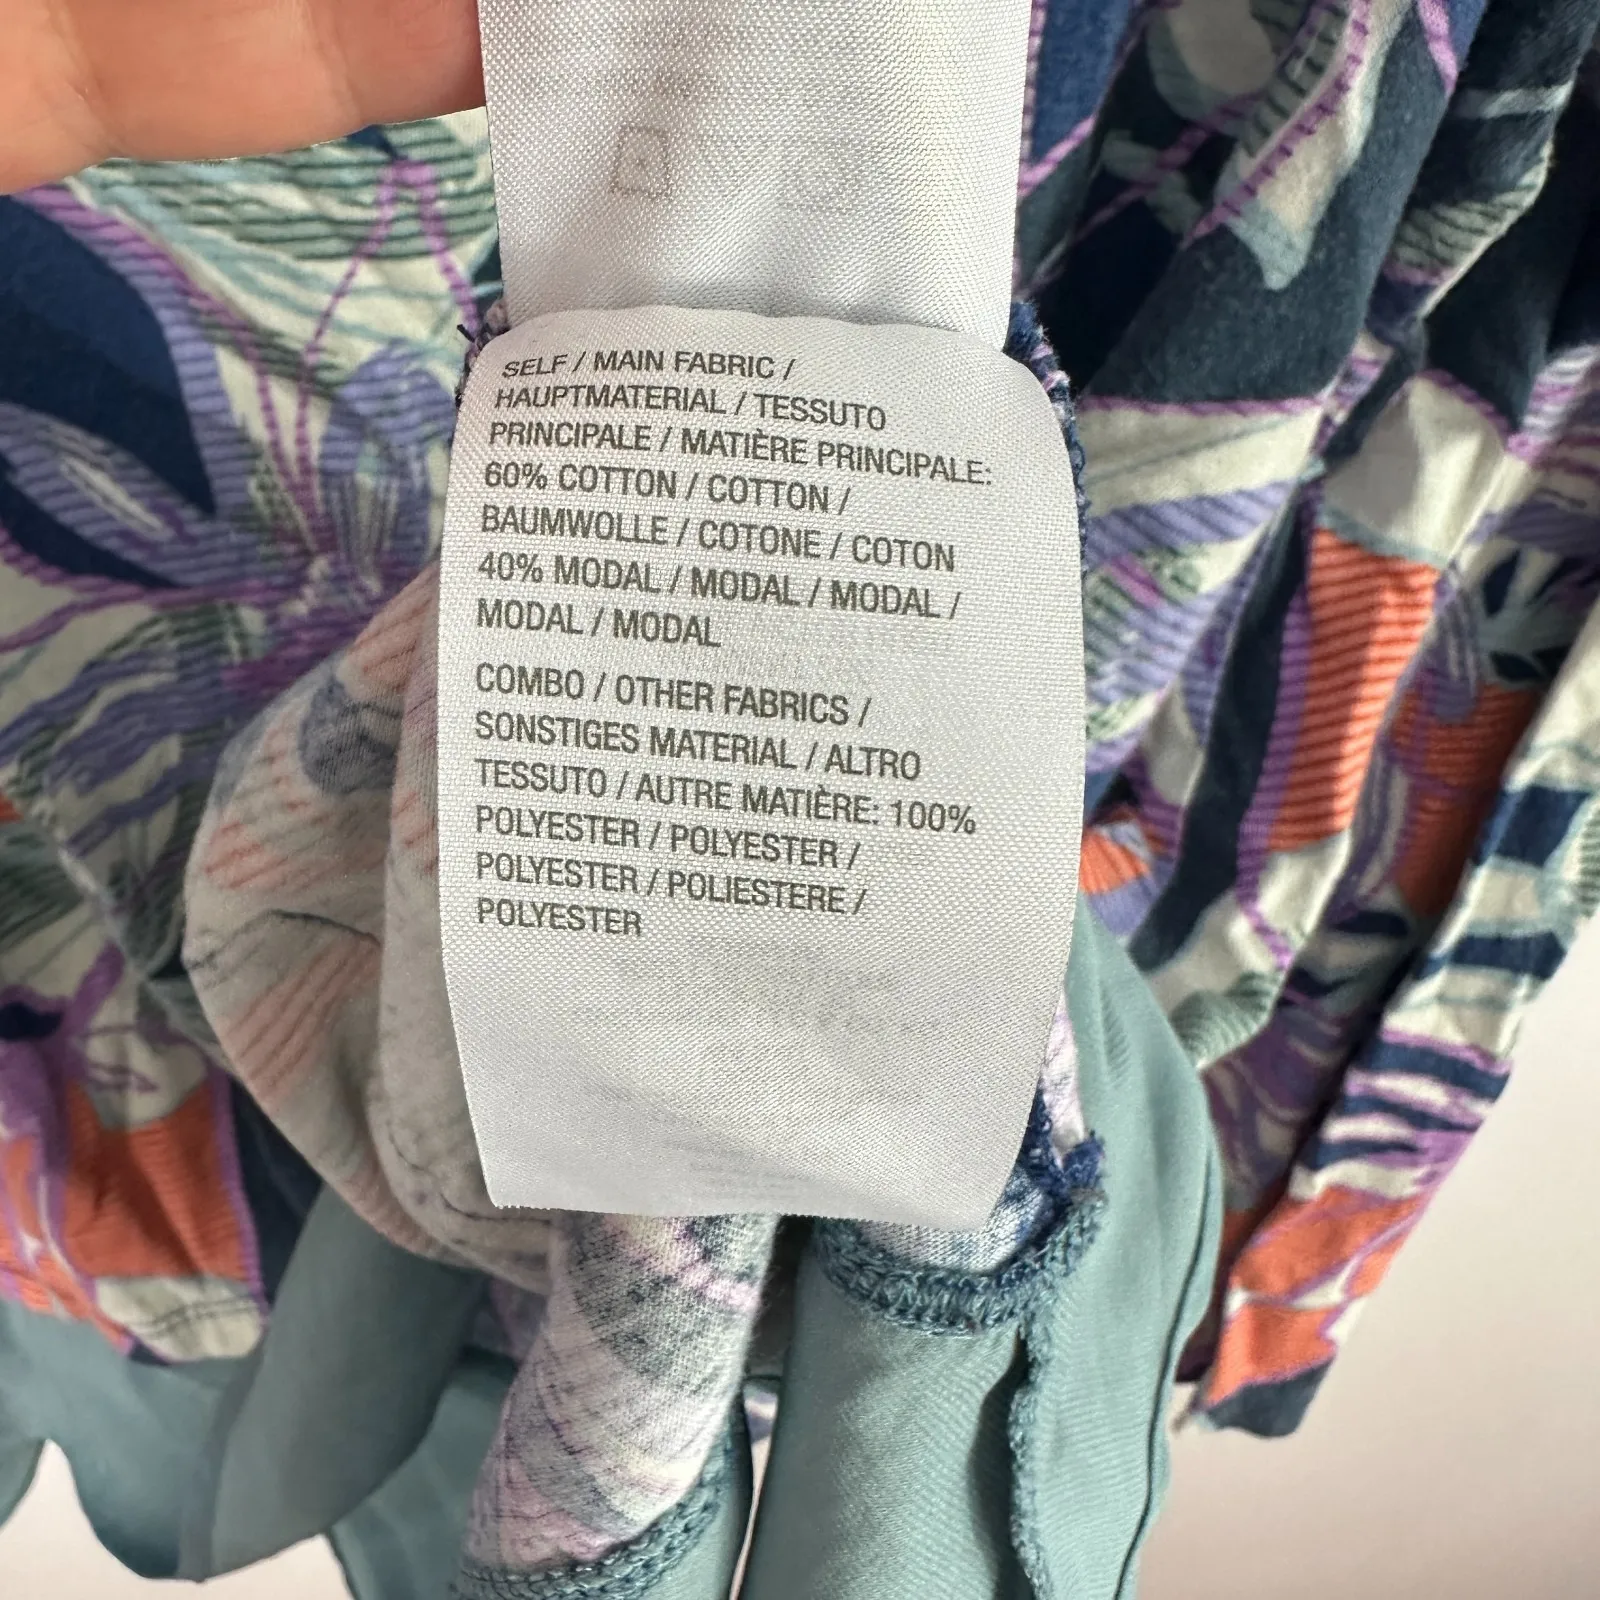 SELF / MAIN FABRIC /
HAUPTMATERIAL / TESSUTO
PRINCIPALE / MATIÈRE PRINCIPALE:
60% COTTON / COTTON /
BAUMWOLLE / COTONE / COTON
40% MODAL / MODAL / MODAL /
MODAL / MODAL
COMBO / OTHER FABRICS /
SONSTIGES MATERIAL / ALTRO
TESSUTO / AUTRE MATIÈRE: 100%
POLYESTER / POLYESTER /
POLYESTER / POLIESTERE /
POLYESTER